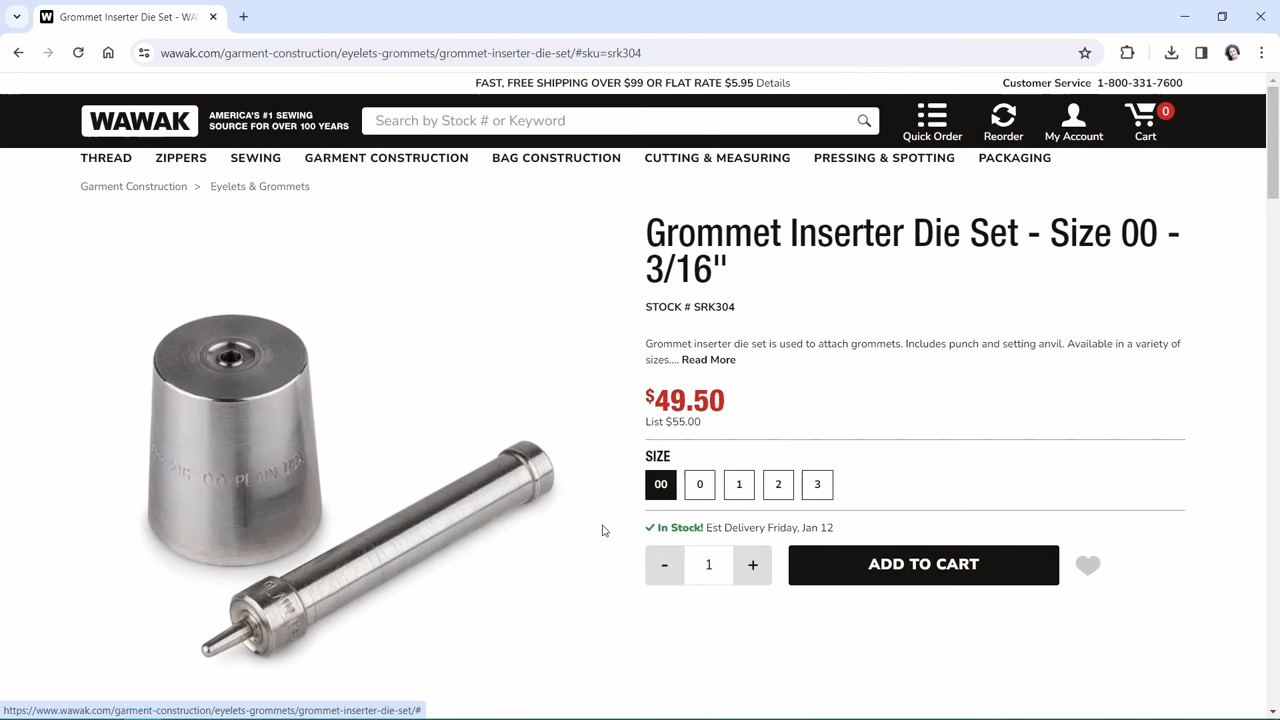 Grommet Inserter Die Set - WA
wawak.com/garment-construction/eyelets-grommets/grommet-inserter-die-set/#sku=srk304
FAST, FREE SHIPPING OVER $99 OR FLAT RATE $5.95 Details
Customer Service 1-800-331-7600
WAWAK
AMERICA'S #1 SEWING
SOURCE FOR OVER 100 YEARS
Search by Stock # or Keyword
Quick Order
Reorder
My Account
0
Cart
THREAD ZIPPERS SEWING GARMENT CONSTRUCTION BAG CONSTRUCTION CUTTING & MEASURING PRESSING & SPOTTING PACKAGING
Garment Construction > Eyelets & Grommets
Grommet Inserter Die Set - Size 00 -
3/16"
STOCK # SRK304
Grommet inserter die set is used to attach grommets. Includes punch and setting anvil. Available in a variety of
sizes.... Read More
$49.50
List $55.00
SIZE
00 0 1 2 3
In Stock! Est Delivery Friday, Jan 12
- 1 + ADD TO CART
https://www.wawak.com/garment-construction/eyelets-grommets/grommet-inserter-die-set/#